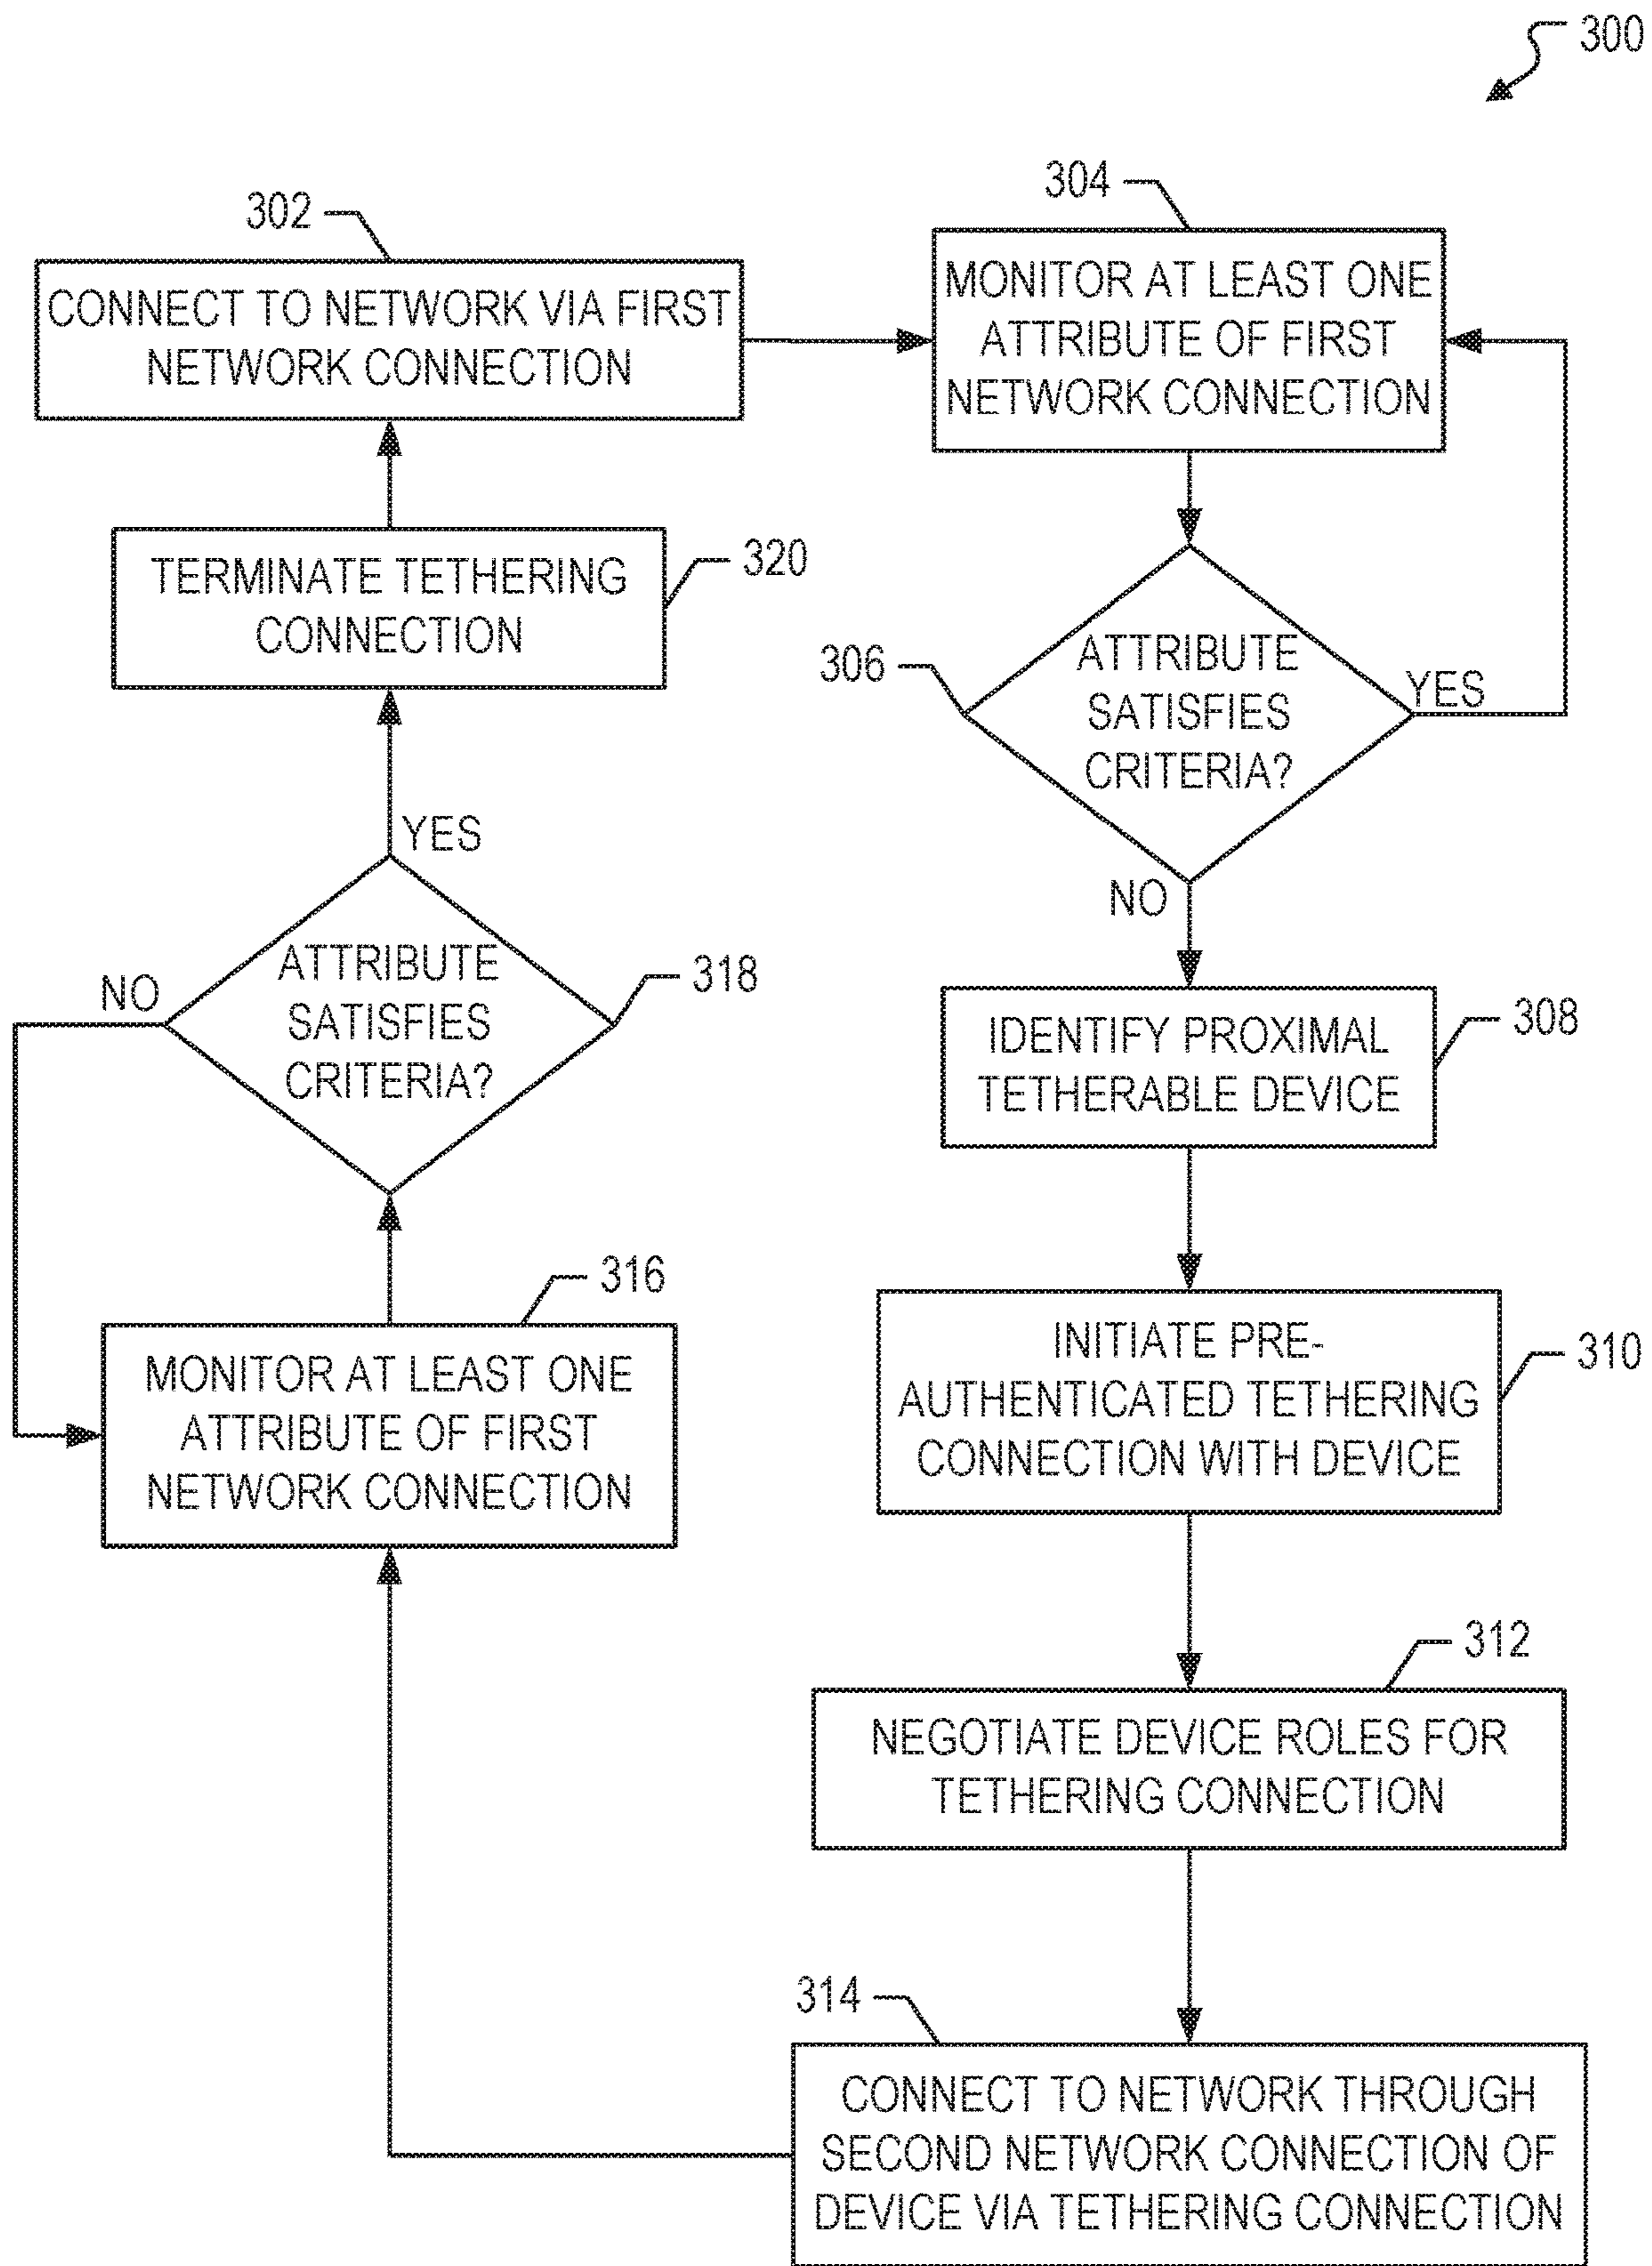 300
302
CONNECT TO NETWORK VIA FIRST
NETWORK CONNECTION
304
MONITOR AT LEAST ONE
ATTRIBUTE OF FIRST
NETWORK CONNECTION
306
ATTRIBUTE
SATISFIES
CRITERIA?
YES
NO
308
IDENTIFY PROXIMAL
TETHERABLE DEVICE
310
INITIATE PRE-
AUTHENTICATED TETHERING
CONNECTION WITH DEVICE
312
NEGOTIATE DEVICE ROLES FOR
TETHERING CONNECTION
314
CONNECT TO NETWORK THROUGH
SECOND NETWORK CONNECTION OF
DEVICE VIA TETHERING CONNECTION
316
MONITOR AT LEAST ONE
ATTRIBUTE OF FIRST
NETWORK CONNECTION
318
ATTRIBUTE
SATISFIES
CRITERIA?
NO
YES
320
TERMINATE TETHERING
CONNECTION